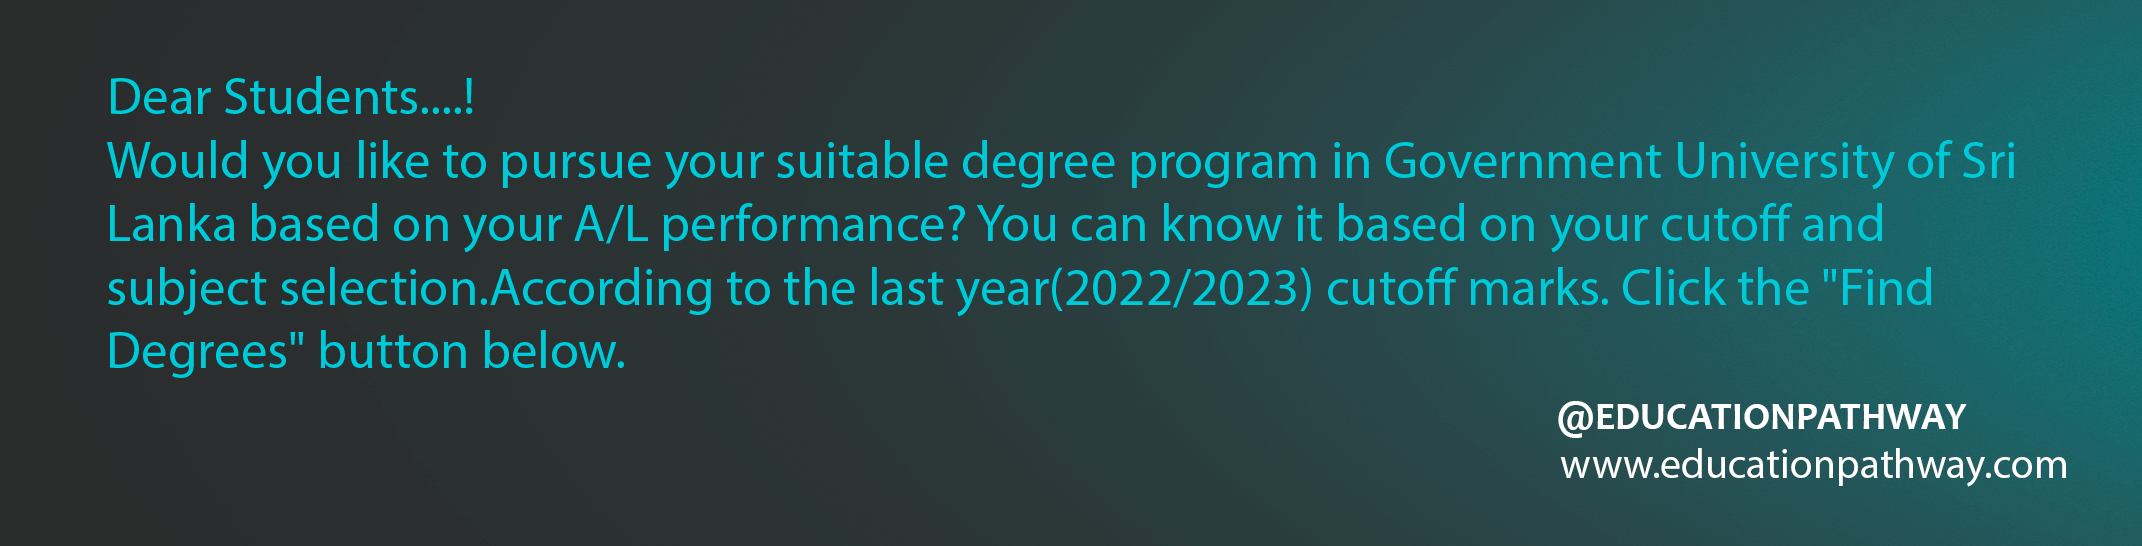 Dear Students....!
Would you like to pursue your suitable degree program in Government University of Sri
Lanka based on your A/L performance? You can know it based on your cutoff and
subject selection.According to the last year(2022/2023) cutoff marks. Click the "Find
Degrees" button below.
@EDUCATIONPATHWAY
www.educationpathway.com